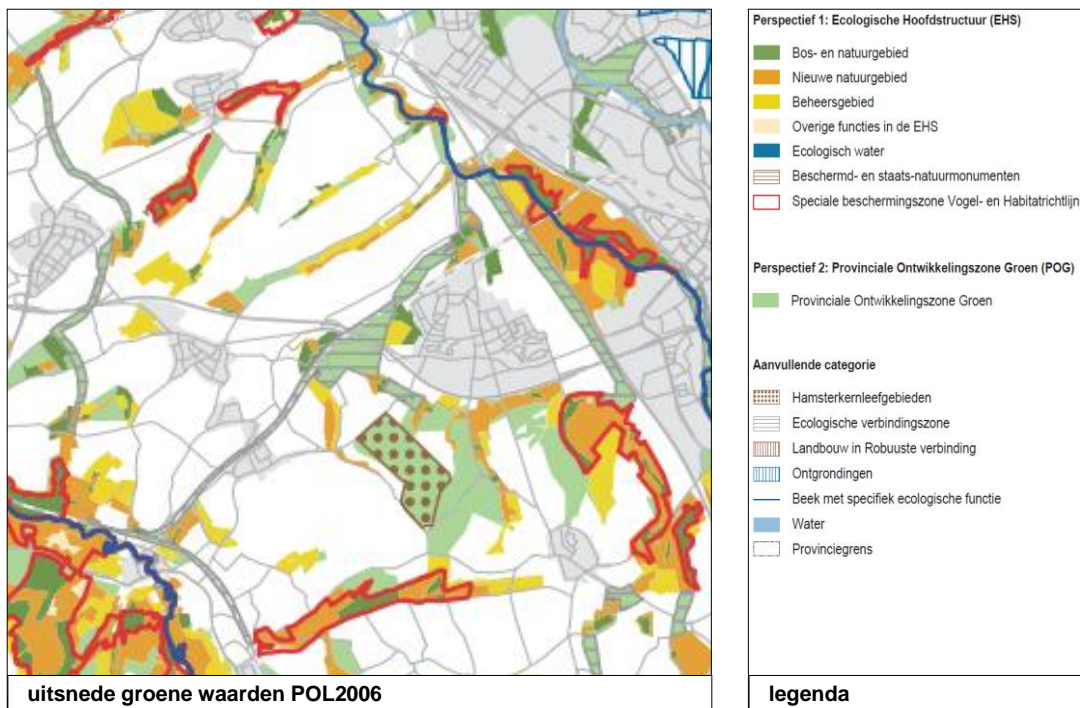 Perspectief 1: Ecologische Hoofdstructuur (EHS)
Bos- en natuurgebied
Nieuwe natuurgebied
Beheersgebied
Overige functies in de EHS
Ecologisch water
Beschermd- en staats-natuurmonumenten
Speciale beschermingszone Vogel- en Habitatrichtlijn
Perspectief 2: Provinciale Ontwikkelingszone Groen (POG)
Provinciale Ontwikkelingszone Groen
Aanvullende categorie
Hamsterkernleefgebieden
Ecologische verbindingszone
Landbouw in Robuuste verbinding
Ontgrondingen
Beek met specifiek ecologische functie
Water
Provinciegrens
uitsnede groene waarden POL2006
legenda